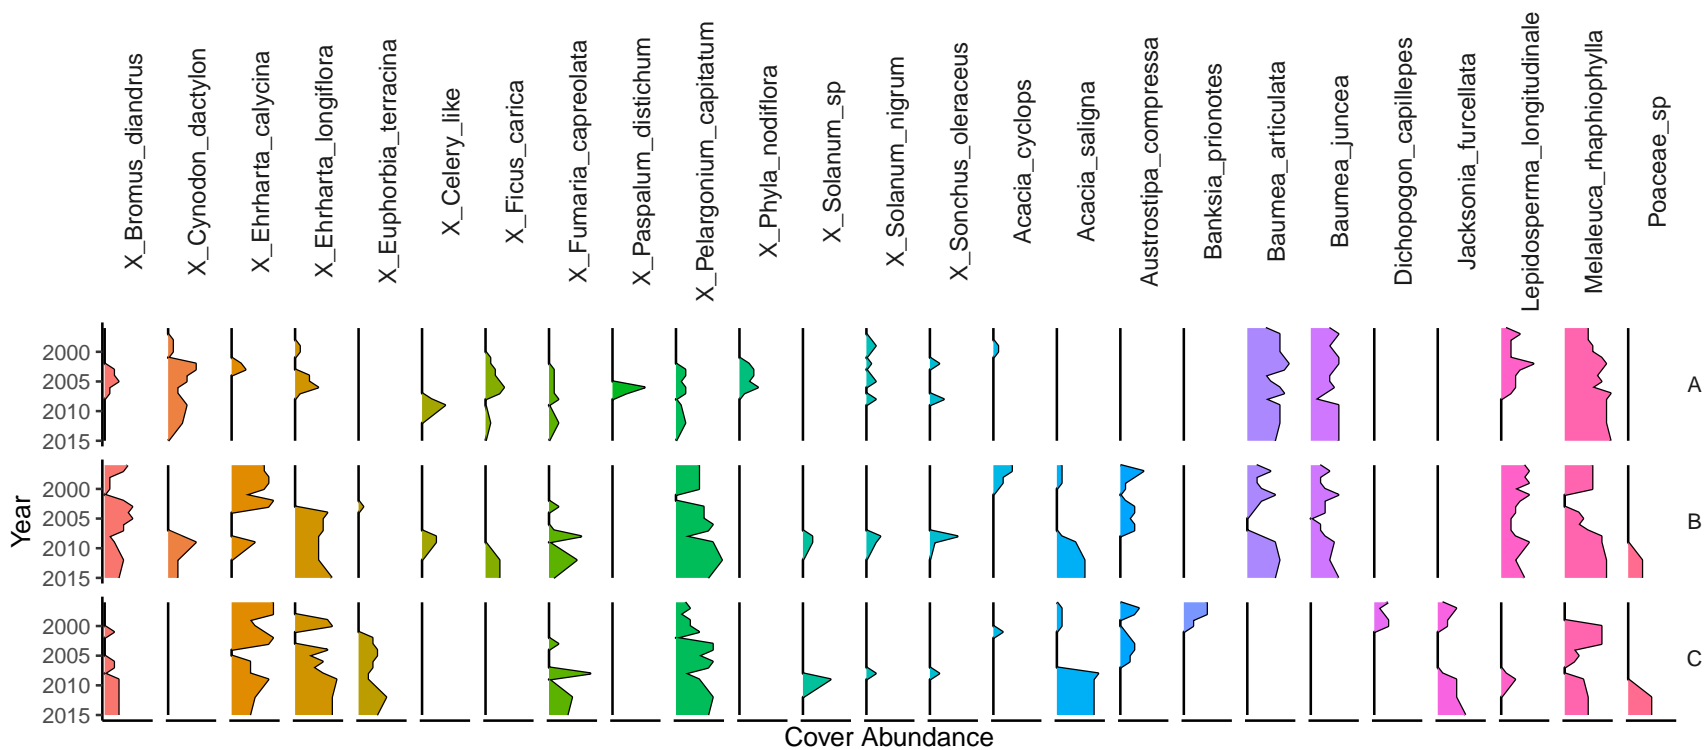 X_Bromus_diandrus
X_Cynodon_dactylon
X_Ehrharta_calycina
X_Ehrharta_longiflora
X_Euphorbia_terracina
X_Celery_like
X_Ficus_carica
X_Fumaria_capreolata
X_Paspalum_distichum
X_Pelargonium_capitatum
X_Phyla_nodiflora
X_Solanum_sp
X_Solanum_nigrum
X_Sonchus_oleraceus
Acacia_cyclops
Acacia_saligna
Austrostipa_compressa
Banksia_prionotes
Baumea_articulata
Baumea_juncea
Dichopogon_capillepes
Jacksonia_furcellata
Lepidosperma_longitudinale
Melaleuca_rhaphiophylla
Poaceae_sp
Year
2000
2005
2010
2015
A
2000
2005
2010
2015
B
2000
2005
2010
2015
C
Cover Abundance